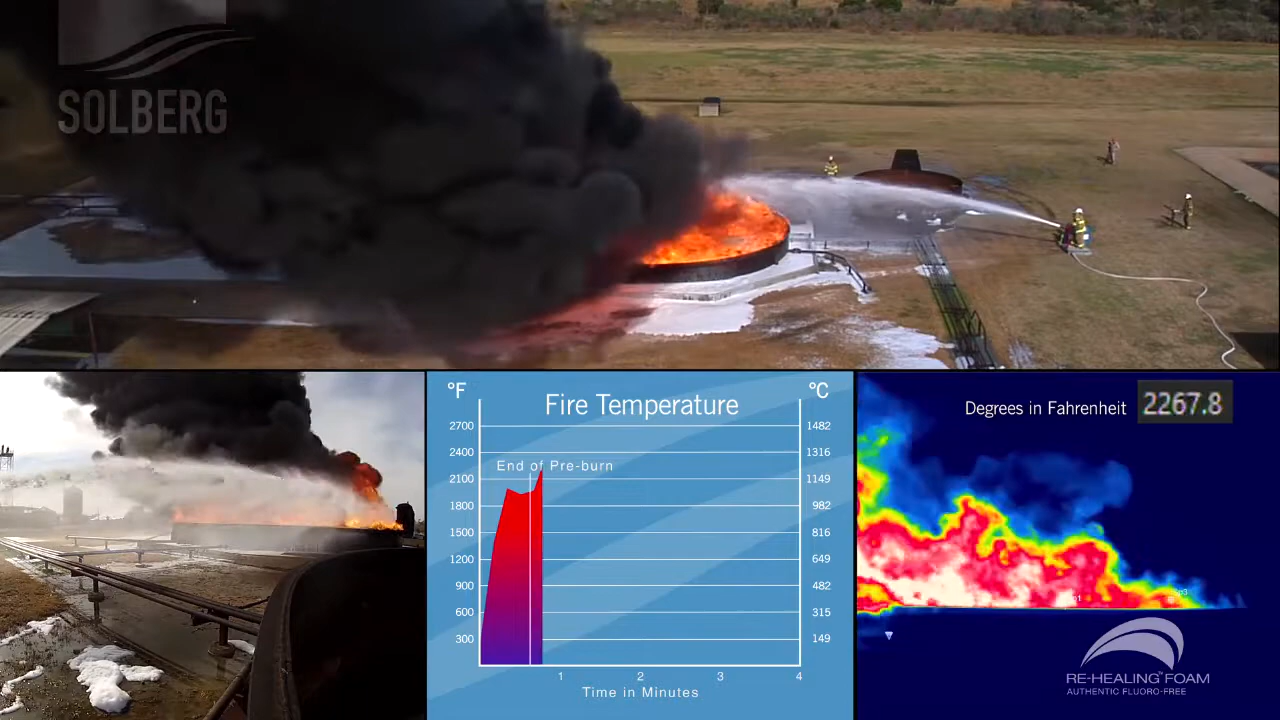 SOLBERG
°F
Fire Temperature
°C
2700
1482
2400
1316
End of Pre-burn
2100
1149
1800
982
1500
816
1200
649
900
482
600
315
300
149
1
2
3
4
Time in Minutes
Degrees in Fahrenheit
2267.8
RE-HEALING™ FOAM
AUTHENTIC FLUORO-FREE